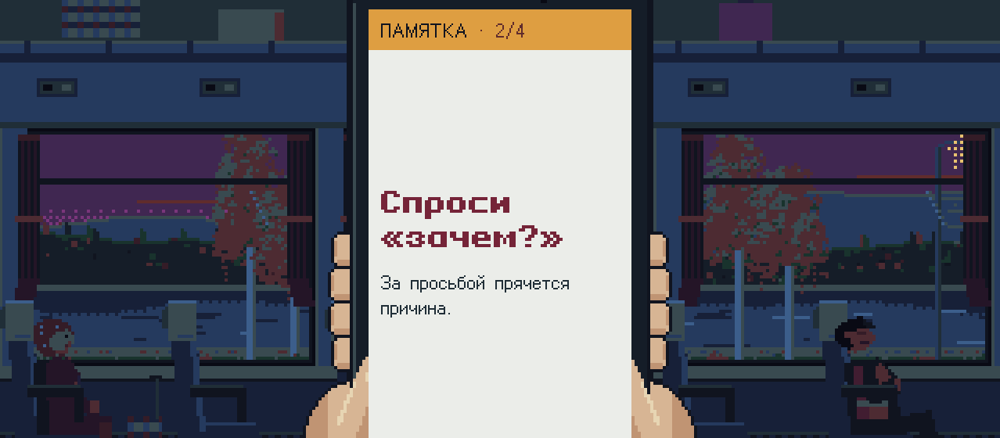 ПАМЯТКА · 2/4
Спроси
«зачем?»
За просьбой прячется
причина.